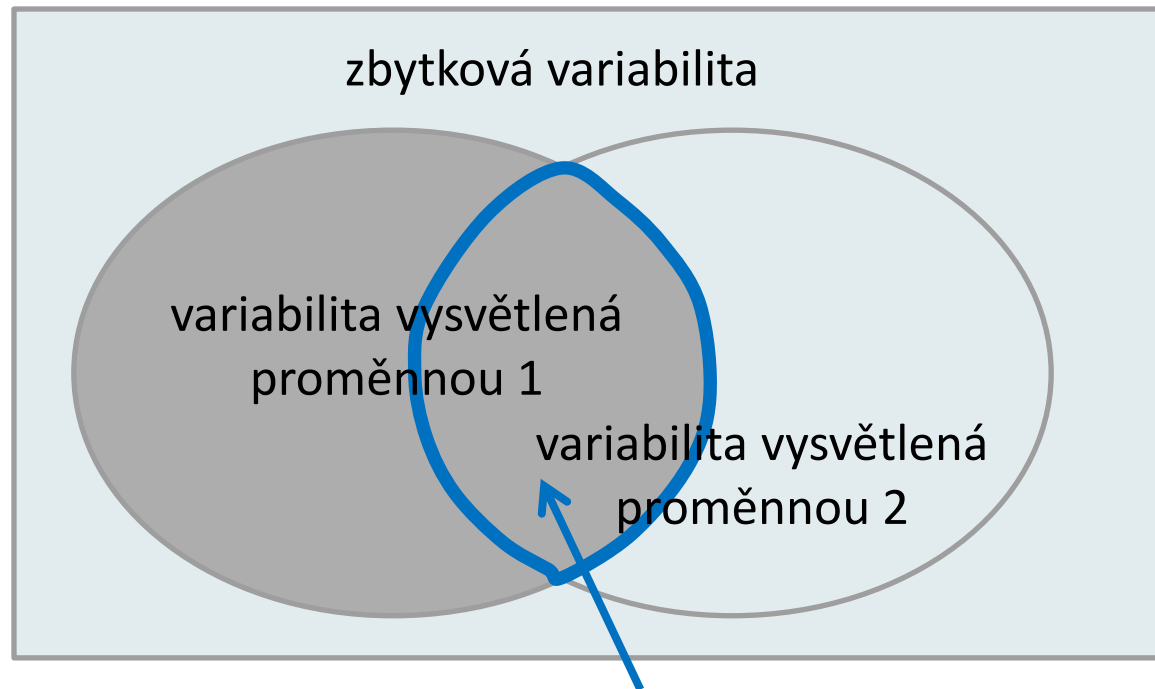 zbytková variabilita
variabilita vysvětlená
proměnnou 1
variabilita vysvětlená
proměnnou 2